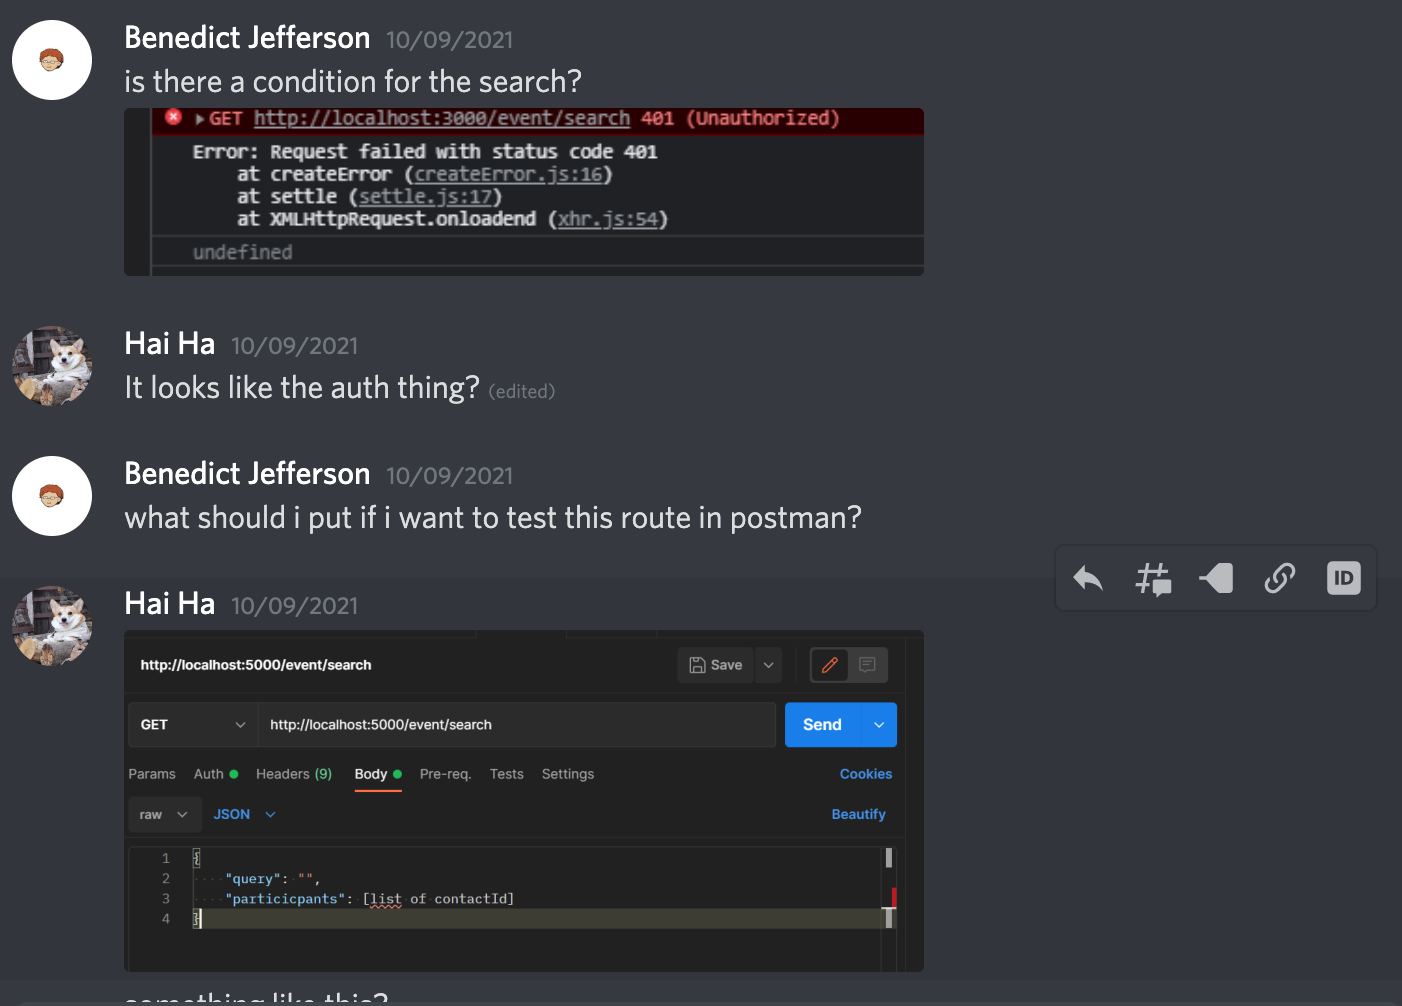 Benedict Jefferson 10/09/2021
is there a condition for the search?
GET http://localhost:3000/event/search 401 (Unauthorized)
Error: Request failed with status code 401
at createError (createError.js:16)
at settle (settle.js:17)
at XMLHttpRequest.onloadend (xhr.js:54)
undefined
Hai Ha 10/09/2021
It looks like the auth thing? (edited)
Benedict Jefferson 10/09/2021
what should i put if i want to test this route in postman?
ID
Hai Ha 10/09/2021
http://localhost:5000/event/search Save
GET http://localhost:5000/event/search Send
Params Auth Headers (9) Body Pre-req. Tests Settings Cookies
raw JSON Beautify
1 {
2 "query": "",
3 "particicpants": [list of contactId]
4 }
something like this?